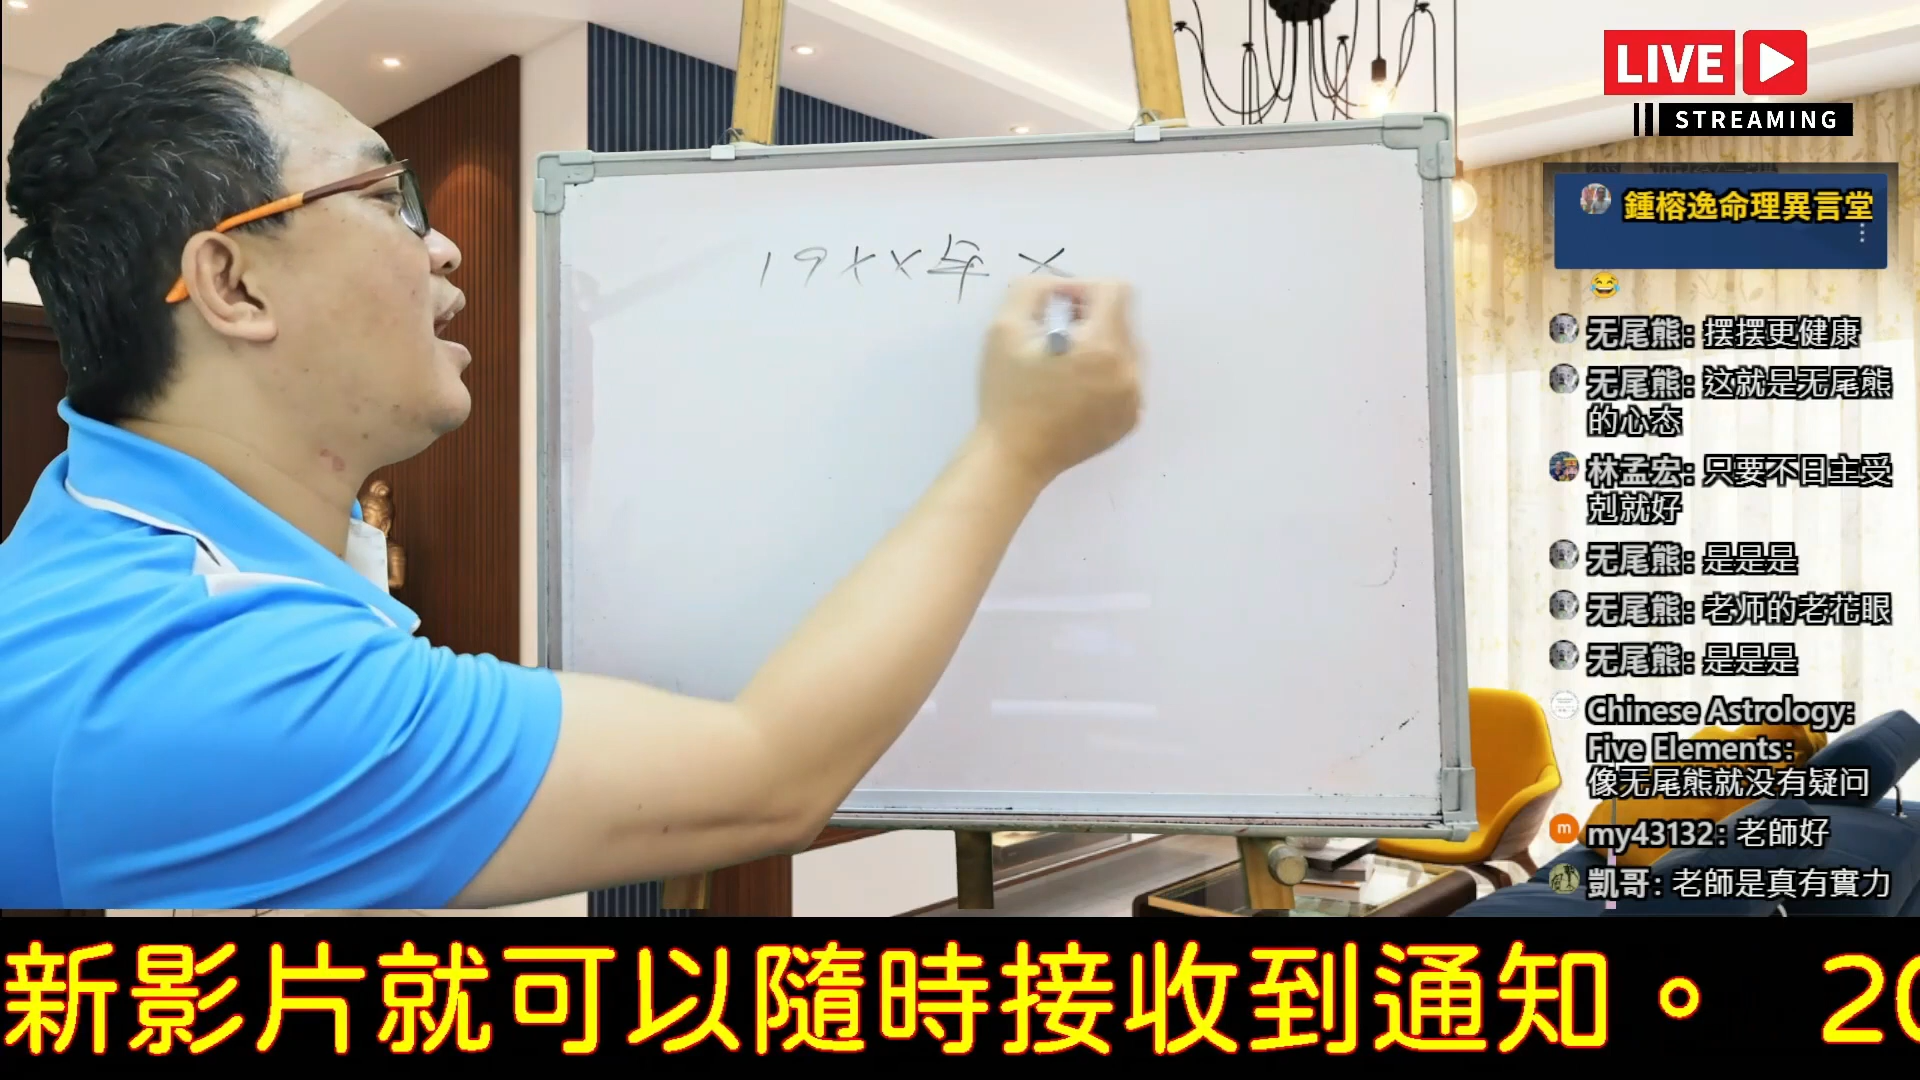 LIVE
STREAMING
19xx年x
鍾榕逸命理異言堂
😂
无尾熊: 摆摆更健康
无尾熊: 这就是无尾熊
的心态
林孟宏: 只要不日主受
剋就好
无尾熊: 是是是
无尾熊: 老师的老花眼
无尾熊: 是是是
Chinese Astrology:
Five Elements:
像无尾熊就没有疑问
my43132: 老師好
凱哥: 老師是真有實力
新影片就可以隨時接收到通知。 20